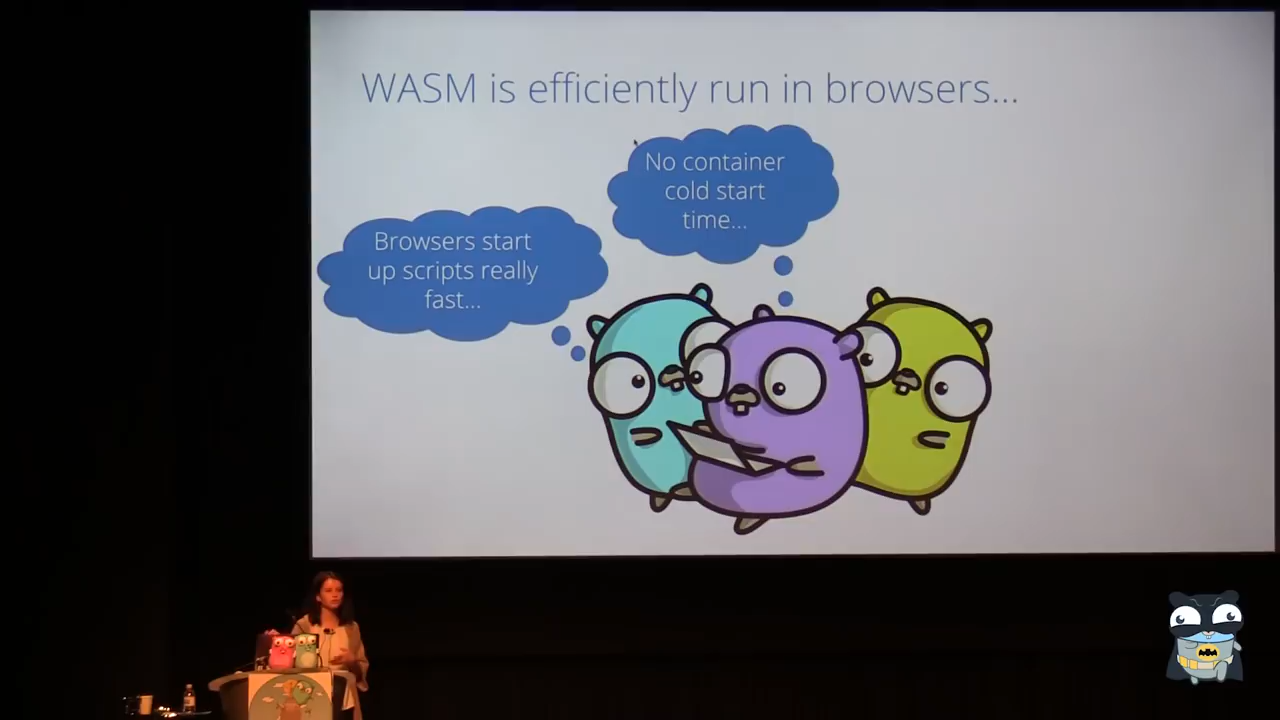 WASM is efficiently run in browsers...
No container
cold start
time...
Browsers start
up scripts really
fast...